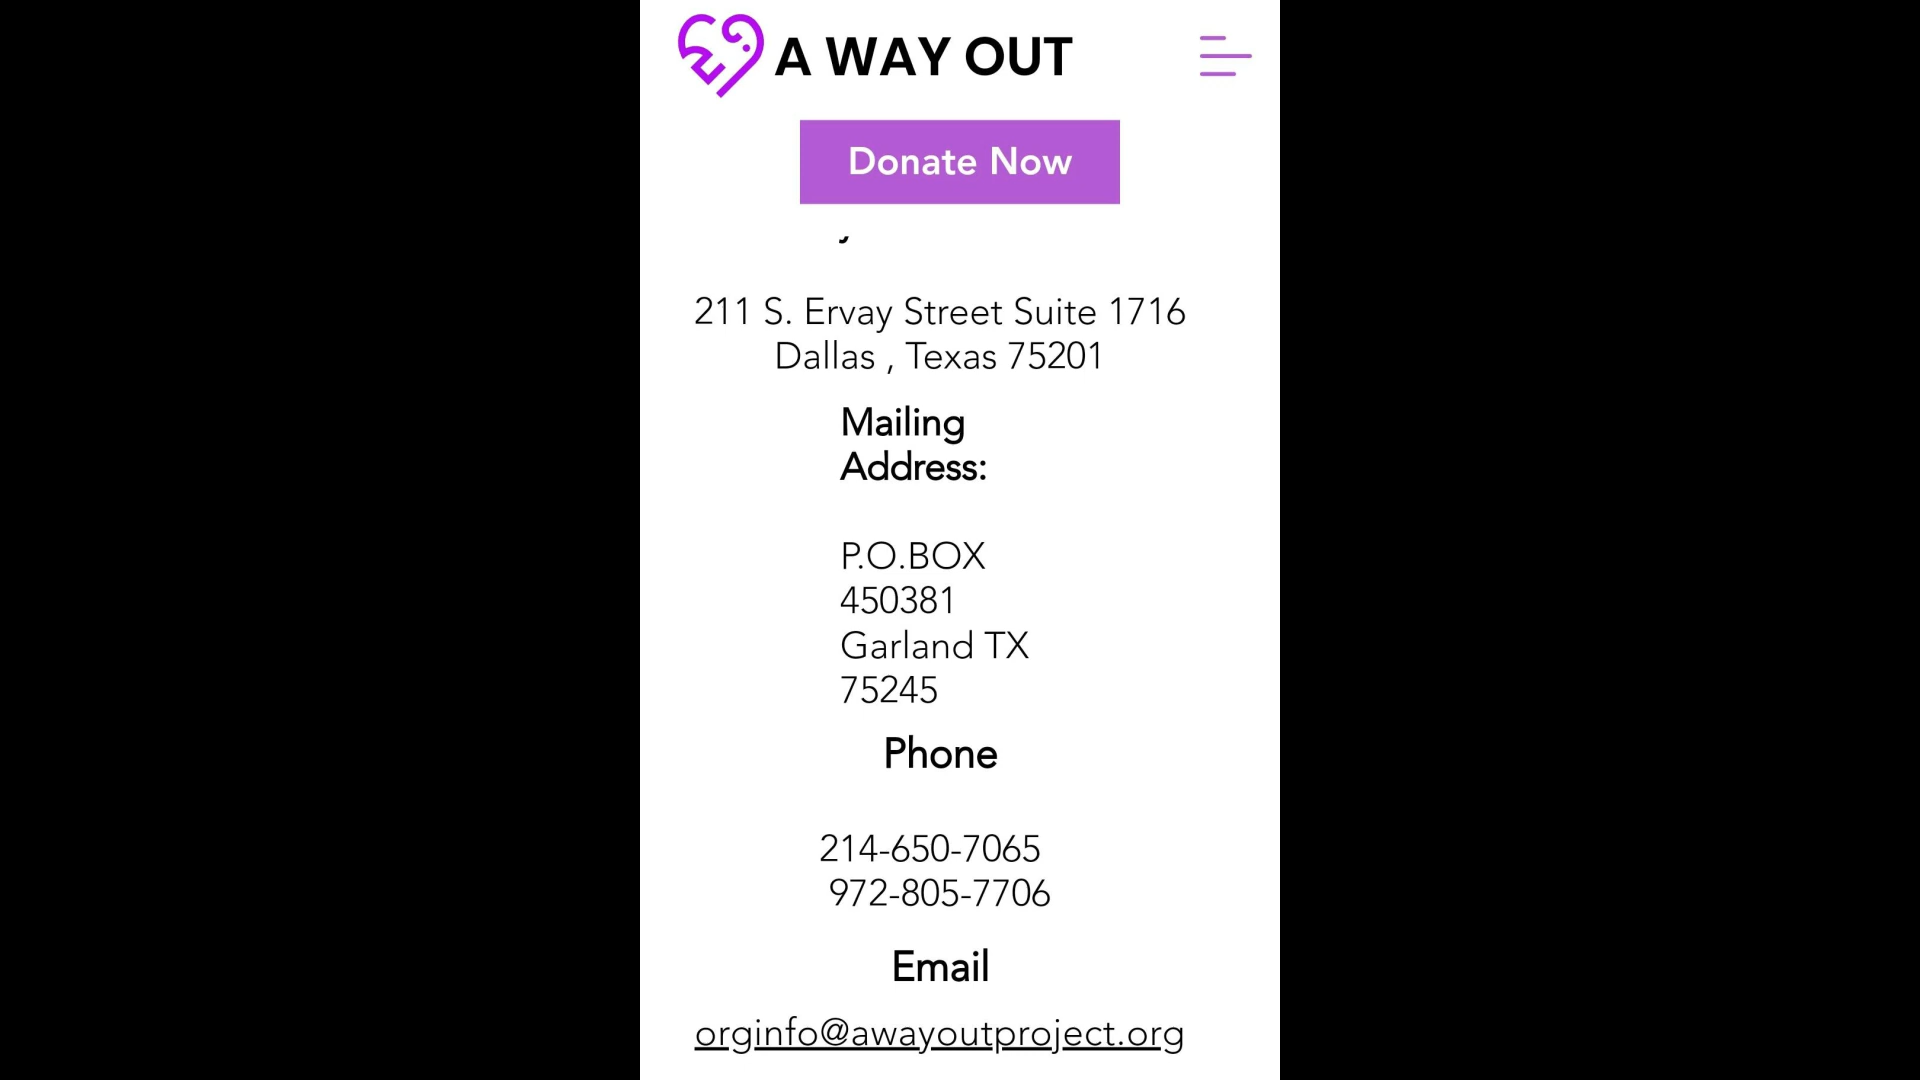 A WAY OUT
Donate Now
211 S. Ervay Street Suite 1716
Dallas , Texas 75201
Mailing
Address:
P.O.BOX
450381
Garland TX
75245
Phone
214-650-7065
972-805-7706
Email
orginfo@awayoutproject.org